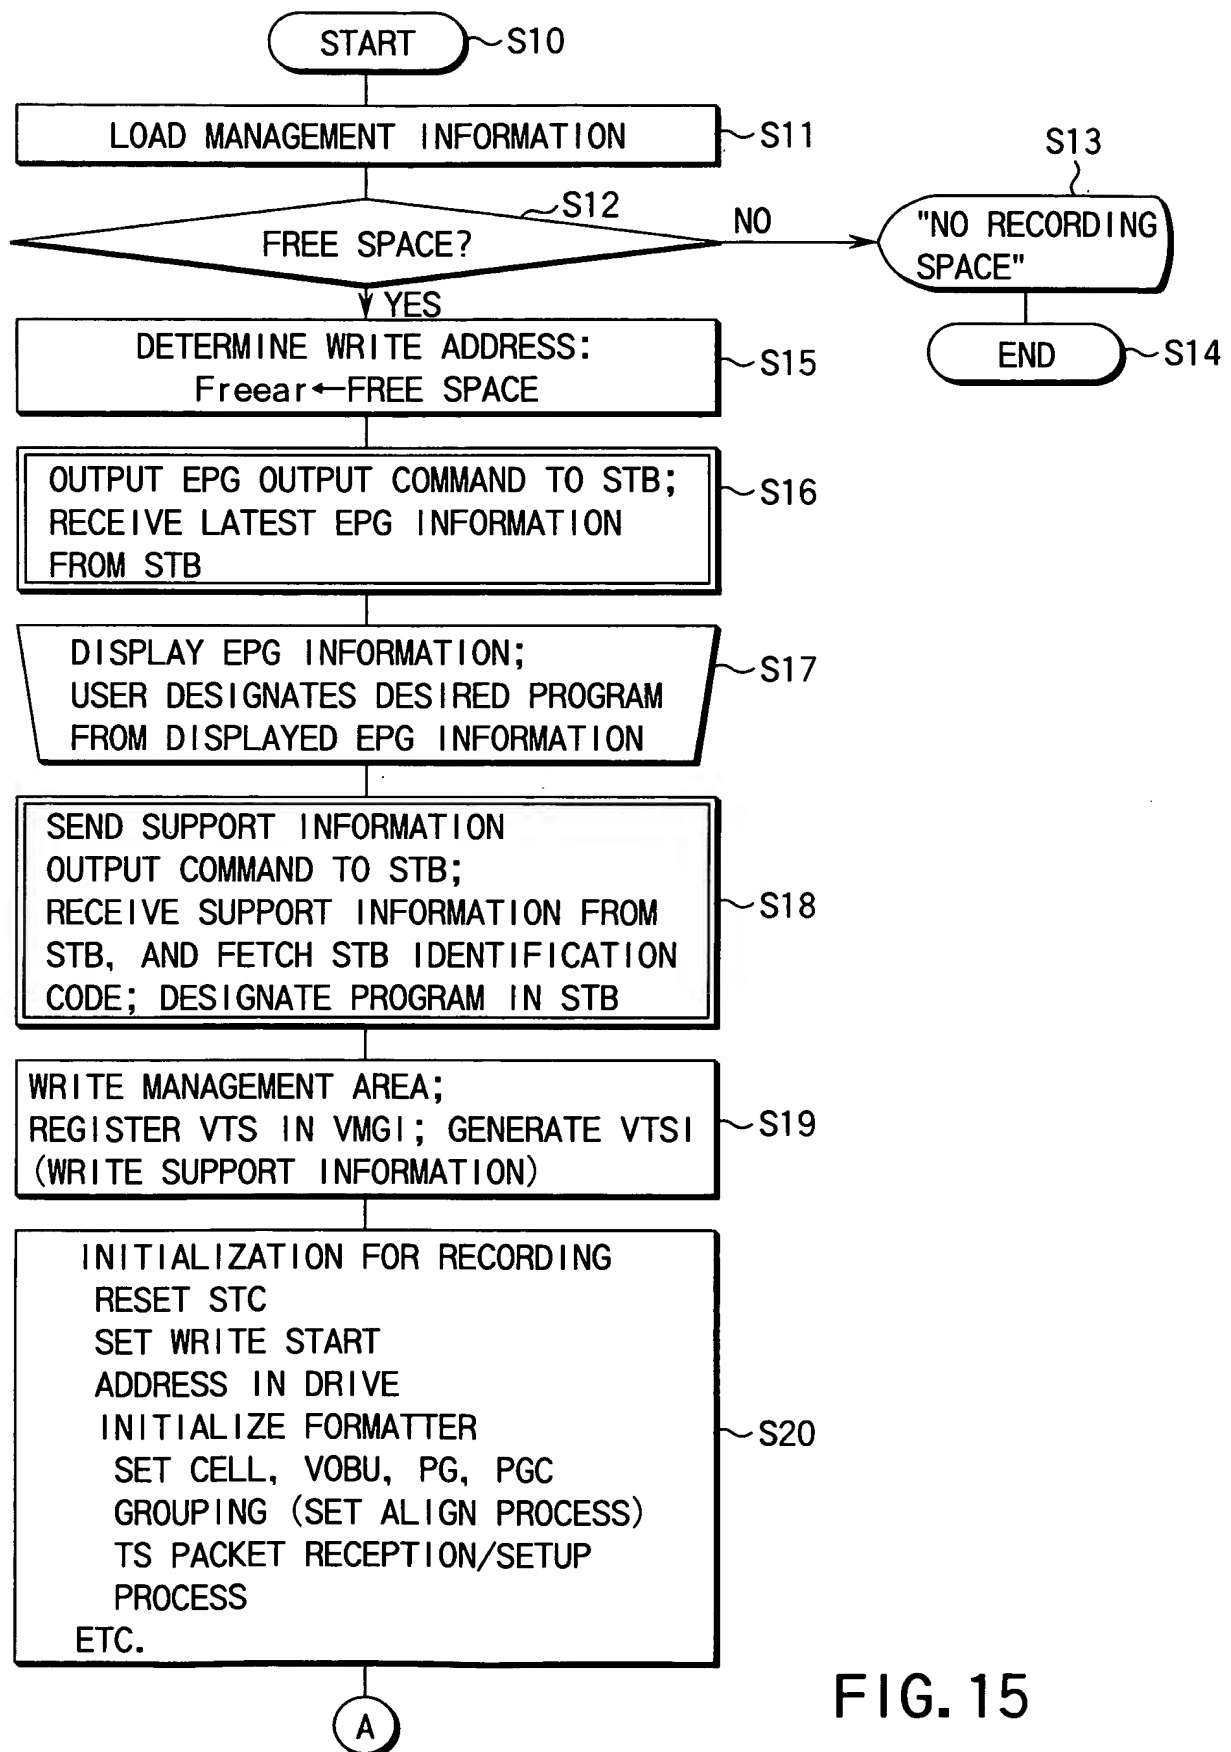 START
S10
LOAD MANAGEMENT INFORMATION
S11
S12
FREE SPACE?
NO
S13
"NO RECORDING
SPACE"
END
S14
YES
DETERMINE WRITE ADDRESS:
Freear←FREE SPACE
S15
OUTPUT EPG OUTPUT COMMAND TO STB;
RECEIVE LATEST EPG INFORMATION
FROM STB
S16
DISPLAY EPG INFORMATION;
USER DESIGNATES DESIRED PROGRAM
FROM DISPLAYED EPG INFORMATION
S17
SEND SUPPORT INFORMATION
OUTPUT COMMAND TO STB;
RECEIVE SUPPORT INFORMATION FROM
STB, AND FETCH STB IDENTIFICATION
CODE; DESIGNATE PROGRAM IN STB
S18
WRITE MANAGEMENT AREA;
REGISTER VTS IN VMGI; GENERATE VTSI
(WRITE SUPPORT INFORMATION)
S19
INITIALIZATION FOR RECORDING
RESET STC
SET WRITE START
ADDRESS IN DRIVE
INITIALIZE FORMATTER
SET CELL, VOBU, PG, PGC
GROUPING (SET ALIGN PROCESS)
TS PACKET RECEPTION/SETUP
PROCESS
ETC.
S20
A
FIG. 15